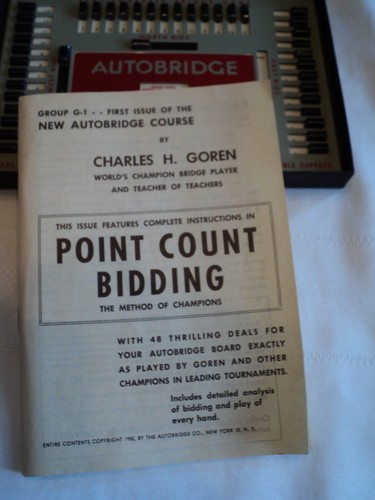 NORTH BIDS
AUTOBRIDGE
GROUP G-1 - - FIRST ISSUE OF THE
NEW AUTOBRIDGE COURSE
BY
CHARLES H. GOREN
WORLD'S CHAMPION BRIDGE PLAYER
AND TEACHER OF TEACHERS
THIS ISSUE FEATURES COMPLETE INSTRUCTIONS IN
POINT COUNT
BIDDING
THE METHOD OF CHAMPIONS
WITH 48 THRILLING DEALS FOR
YOUR AUTOBRIDGE BOARD EXACTLY
AS PLAYED BY GOREN AND OTHER
CHAMPIONS IN LEADING TOURNAMENTS.
Includes detailed analysis
of bidding and play of
every hand.
ENTIRE CONTENTS COPYRIGHT 1950, BY THE AUTOBRIDGE CO., NEW YORK 10, N. Y.